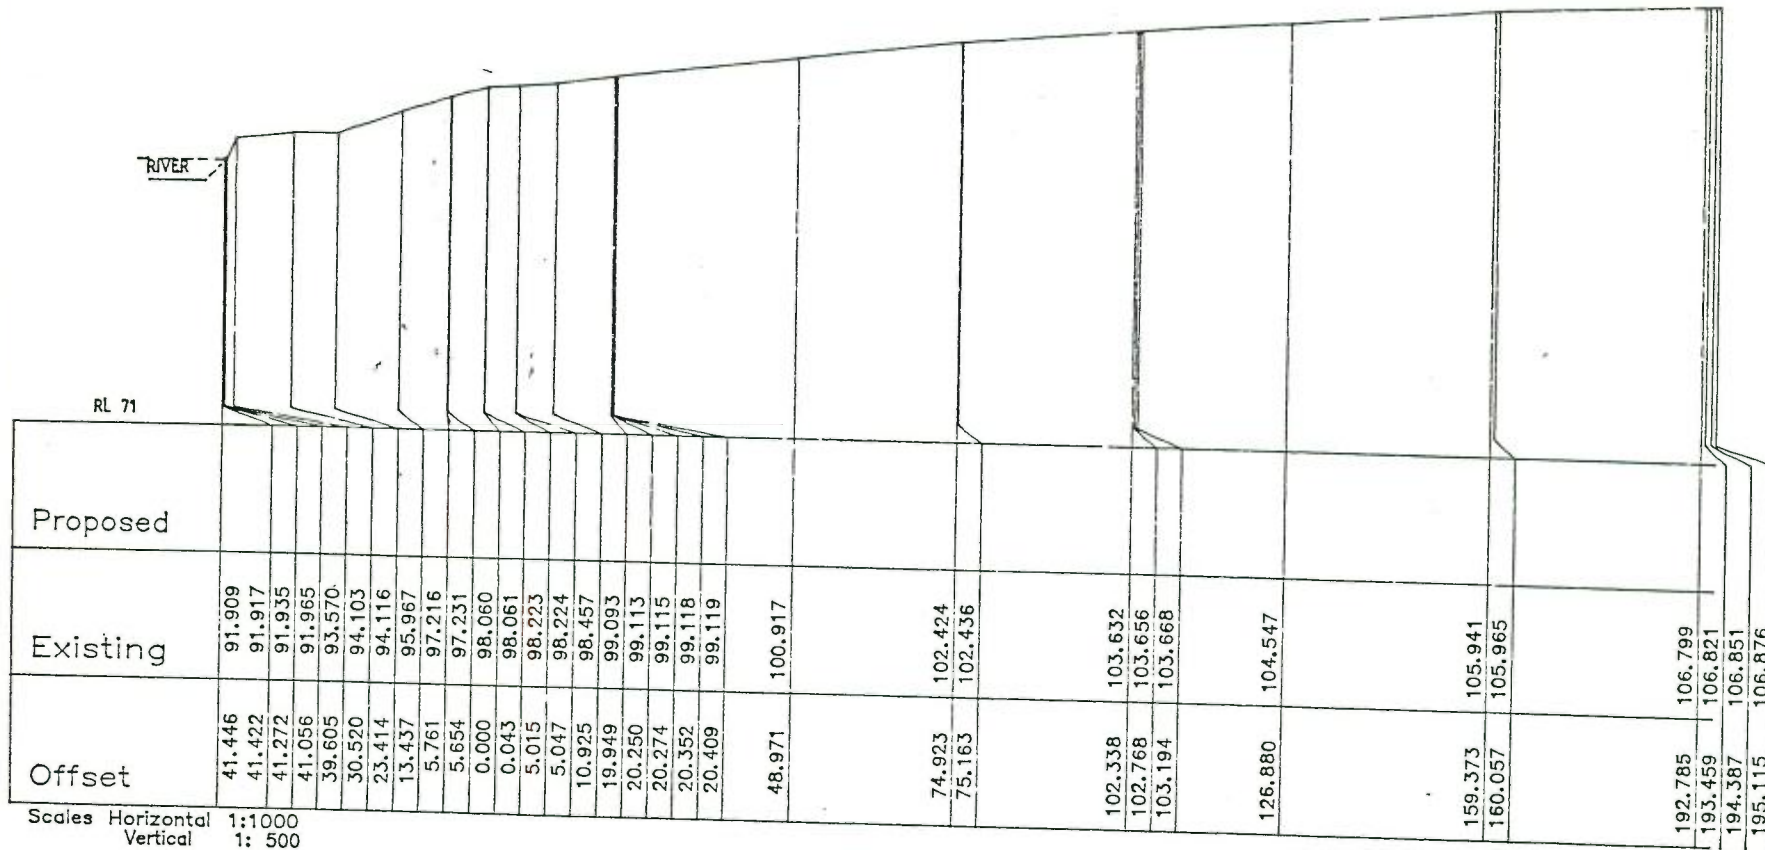 RIVER
RL 71
Proposed
Existing 91.909 91.917 91.935 91.965 93.570 94.103 94.116 95.967 97.216 97.231 98.060 98.061 98.223 98.224 98.457 99.093 99.113 99.115 99.118 99.119 100.917 102.424 102.436 103.632 103.656 103.668 104.547 105.941 105.965 106.799 106.821 106.851 106.876
Offset 41.446 41.422 41.272 41.056 39.605 30.520 23.414 13.437 5.761 5.654 0.000 0.043 5.015 5.047 10.925 19.949 20.250 20.274 20.352 20.409 48.971 74.923 75.163 102.338 102.768 103.194 126.880 159.373 160.057 192.785 193.459 194.387 195.115
Scales Horizontal 1:1000
Vertical 1: 500